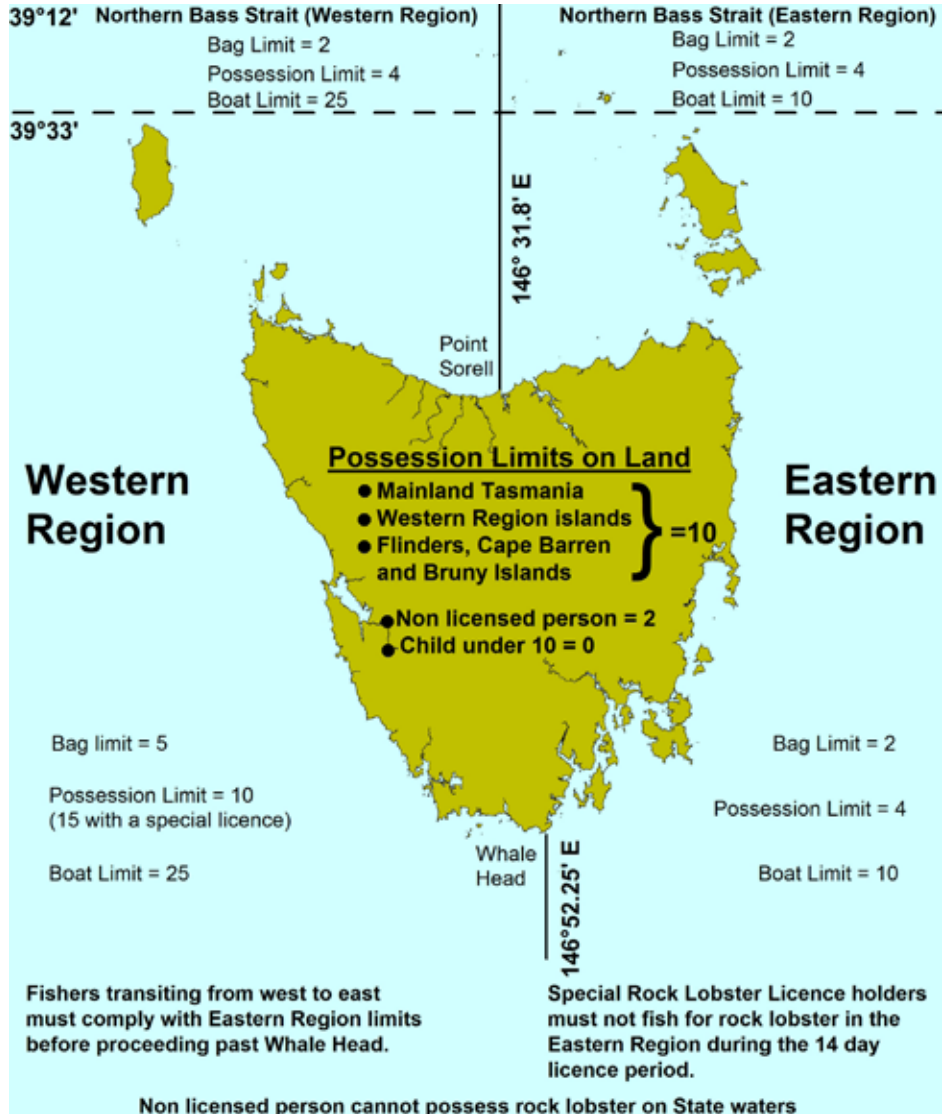 39°12'
Northern Bass Strait (Western Region)
Bag Limit = 2
Possession Limit = 4
Boat Limit = 25
Northern Bass Strait (Eastern Region)
Bag Limit = 2
Possession Limit = 4
Boat Limit = 10
39°33'
146° 31.8' E
Point
Sorell
Western
Region
Possession Limits on Land
● Mainland Tasmania
● Western Region islands
● Flinders, Cape Barren
and Bruny Islands
} =10
● Non licensed person = 2
● Child under 10 = 0
Eastern
Region
Bag limit = 5
Possession Limit = 10
(15 with a special licence)
Boat Limit = 25
Bag Limit = 2
Possession Limit = 4
Boat Limit = 10
Whale
Head
146°52.25' E
Fishers transiting from west to east
must comply with Eastern Region limits
before proceeding past Whale Head.
Special Rock Lobster Licence holders
must not fish for rock lobster in the
Eastern Region during the 14 day
licence period.
Non licensed person cannot possess rock lobster on State waters